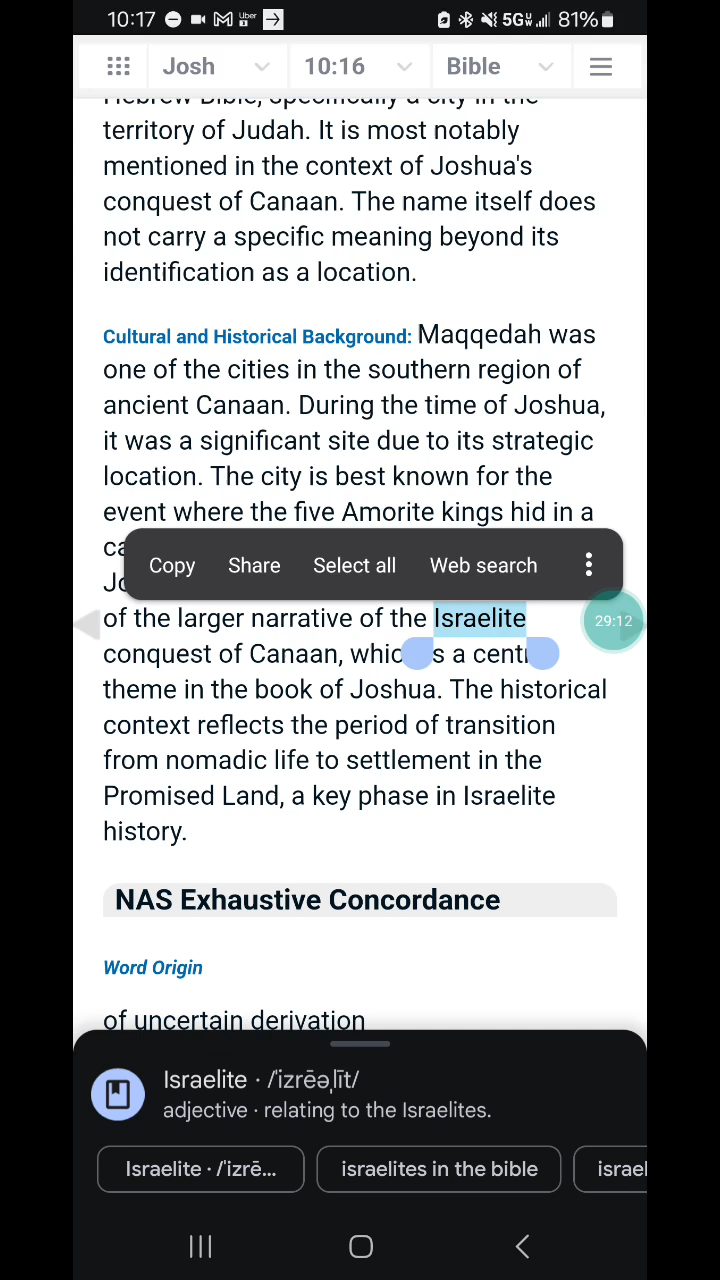 10:17
Uber
5G
81%
Josh
10:16
Bible
Hebrew Bible, specifically a city in the
territory of Judah. It is most notably
mentioned in the context of Joshua's
conquest of Canaan. The name itself does
not carry a specific meaning beyond its
identification as a location.
Cultural and Historical Background: Maqqedah was
one of the cities in the southern region of
ancient Canaan. During the time of Joshua,
it was a significant site due to its strategic
location. The city is best known for the
event where the five Amorite kings hid in a
Copy Share Select all Web search
of the larger narrative of the Israelite
29:12
conquest of Canaan, whic s a cent
theme in the book of Joshua. The historical
context reflects the period of transition
from nomadic life to settlement in the
Promised Land, a key phase in Israelite
history.
NAS Exhaustive Concordance
Word Origin
of uncertain derivation
Israelite · /ˈizrēəˌlīt/
adjective · relating to the Israelites.
Israelite · /ˈizrē...
israelites in the bible
israel